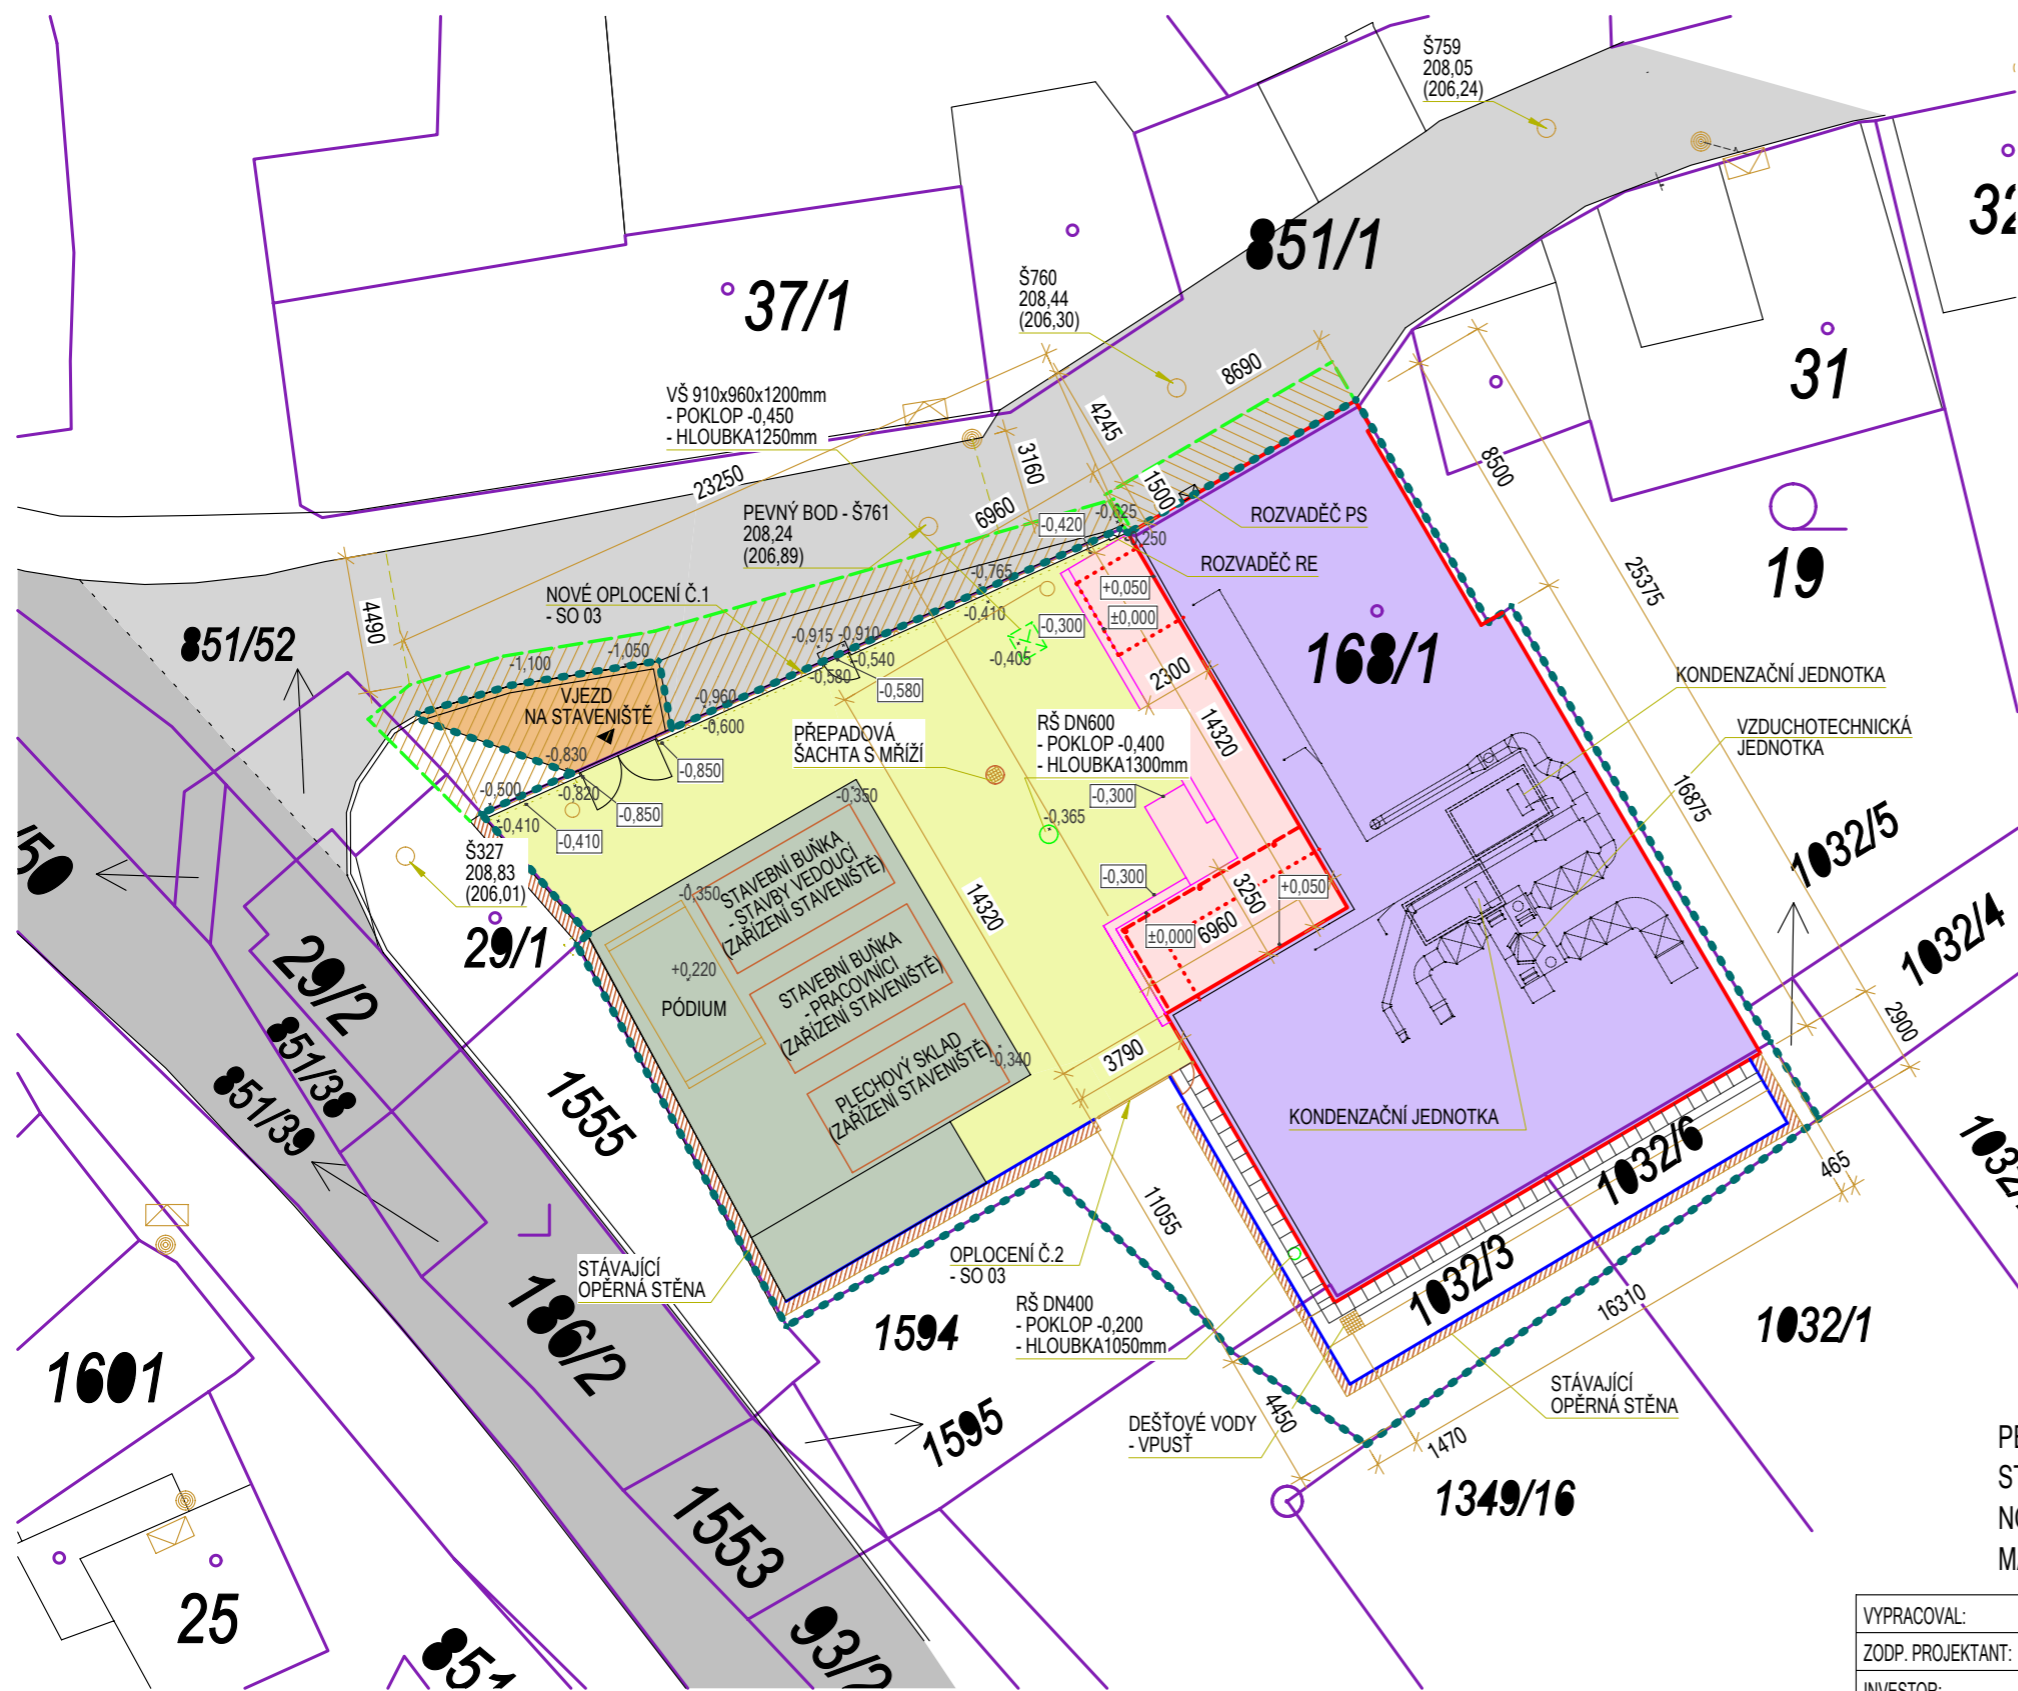 Š759
208,05
(206,24)
851/1
37/1
Š760
208,44
(206,30)
31
VŠ 910x960x1200mm
- POKLOP -0,450
- HLOUBKA1250mm
8690
4245
3160
1500
8500
23250
6960
PEVNÝ BOD - Š761
208,24
(206,89)
-0,420
-0,625
ROZVADĚČ PS
ROZVADĚČ RE
19
25375
NOVÉ OPLOCENÍ Č.1
- SO 03
-0,765
-0,410
+0,050
±0,000
-0,300
4490
851/52
-0,915
-0,910
-0,540
-0,580
-0,405
-0,580
168/1
-1,100
-1,050
VJEZD
NA STAVENIŠTĚ
-0,960
-0,600
2300
14320
KONDENZAČNÍ JEDNOTKA
VZDUCHOTECHNICKÁ
JEDNOTKA
PŘEPADOVÁ
ŠACHTA S MŘÍŽÍ
RŠ DN600
- POKLOP -0,400
- HLOUBKA1300mm
-0,830
-0,850
-0,500
-0,820
-0,850
-0,410
-0,410
-0,350
-0,300
-0,365
16875
1032/5
/50
Š327
208,83
(206,01)
29/1
-0,350
STAVEBNÍ BUŇKA
- STAVBY VEDOUCÍ
(ZAŘÍZENÍ STAVENIŠTĚ)
-0,300
3250
+0,050
±0,000
6960
14320
1032/4
29/2
+0,220
PÓDIUM
STAVEBNÍ BUŇKA
- PRACOVNÍCI
(ZAŘÍZENÍ STAVENIŠTĚ)
2900
851/38
851/39
1555
PLECHOVÝ SKLAD
(ZAŘÍZENÍ STAVENIŠTĚ)
-0,340
3790
KONDENZAČNÍ JEDNOTKA
1032/6
465
11055
STÁVAJÍCÍ
OPĚRNÁ STĚNA
OPLOCENÍ Č.2
- SO 03
1032/3
16310
1032/1
186/2
1594
RŠ DN400
- POKLOP -0,200
- HLOUBKA1050mm
1601
STÁVAJÍCÍ
OPĚRNÁ STĚNA
4450
1595
DEŠŤOVÉ VODY
- VPUSŤ
1470
1349/16
1553
25
93/2
VYPRACOVAL:
ZODP. PROJEKTANT:
INVESTOR: